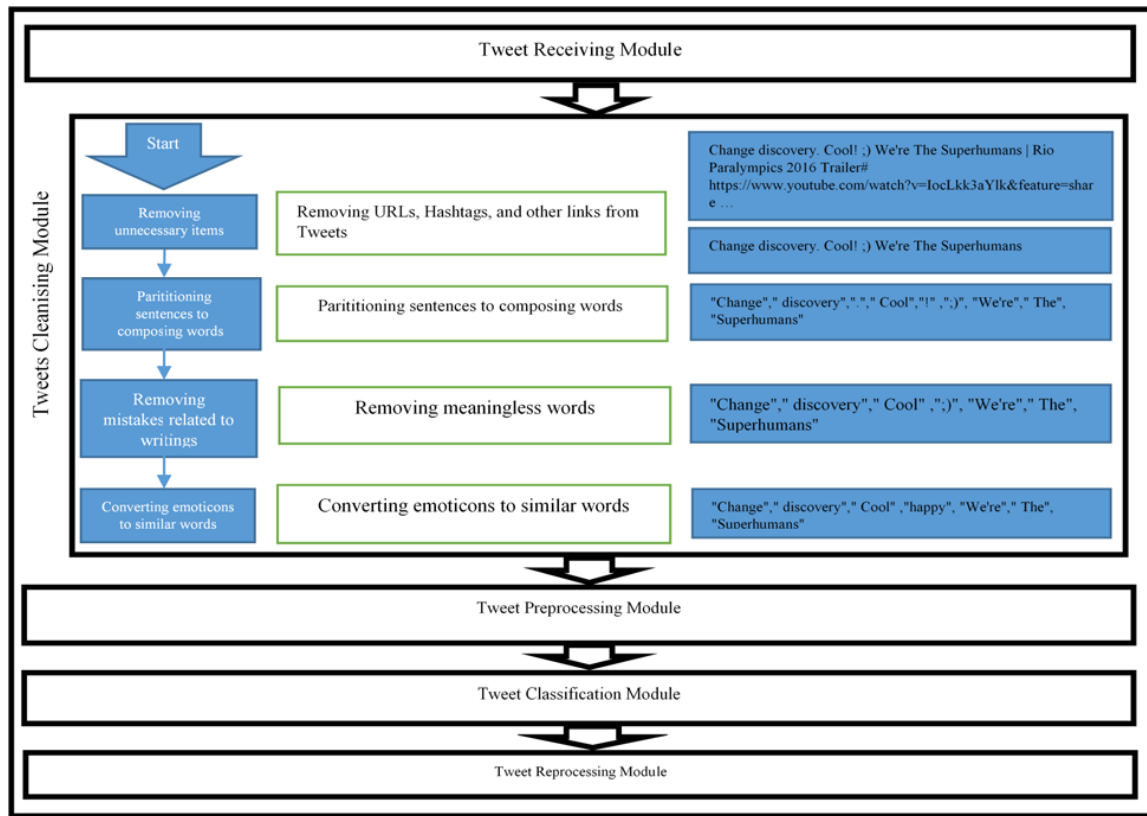 Tweet Receiving Module
Tweets Cleanising Module
Start
Change discovery. Cool! ;) We're The Superhumans | Rio
Paralympics 2016 Trailer#
https://www.youtube.com/watch?v=IocLkk3aYlk&feature=shar
e …
Removing
unnecessary items
Removing URLs, Hashtags, and other links from
Tweets
Change discovery. Cool! ;) We're The Superhumans
Parititioning
sentences to
composing words
Parititioning sentences to composing words
"Change"," discovery","."," Cool","!" ,";)", "We're"," The",
"Superhumans"
Removing
mistakes related to
writings
Removing meaningless words
"Change"," discovery"," Cool" ,";)", "We're"," The",
"Superhumans"
Converting emoticons
to similar words
Converting emoticons to similar words
"Change"," discovery"," Cool" ,"happy", "We're"," The",
"Superhumans"
Tweet Preprocessing Module
Tweet Classification Module
Tweet Reprocessing Module